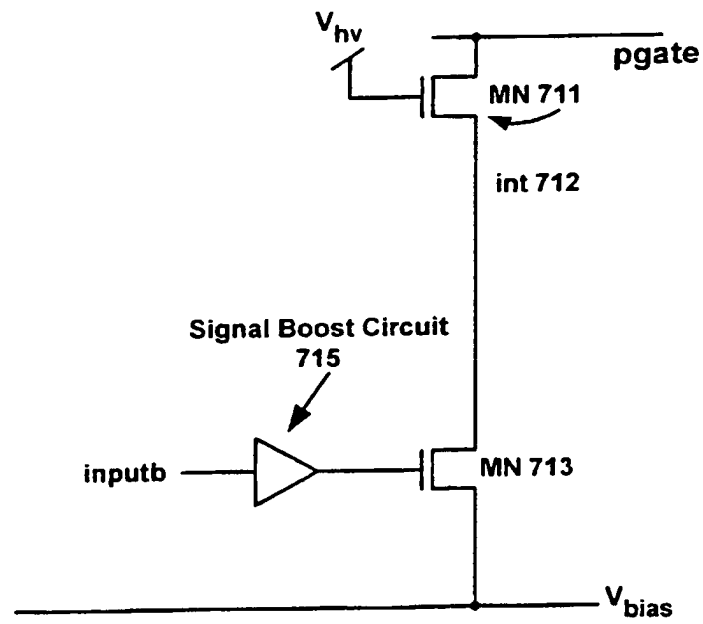 Vhv
pgate
MN 711
int 712
Signal Boost Circuit
715
inputb
MN 713
Vbias